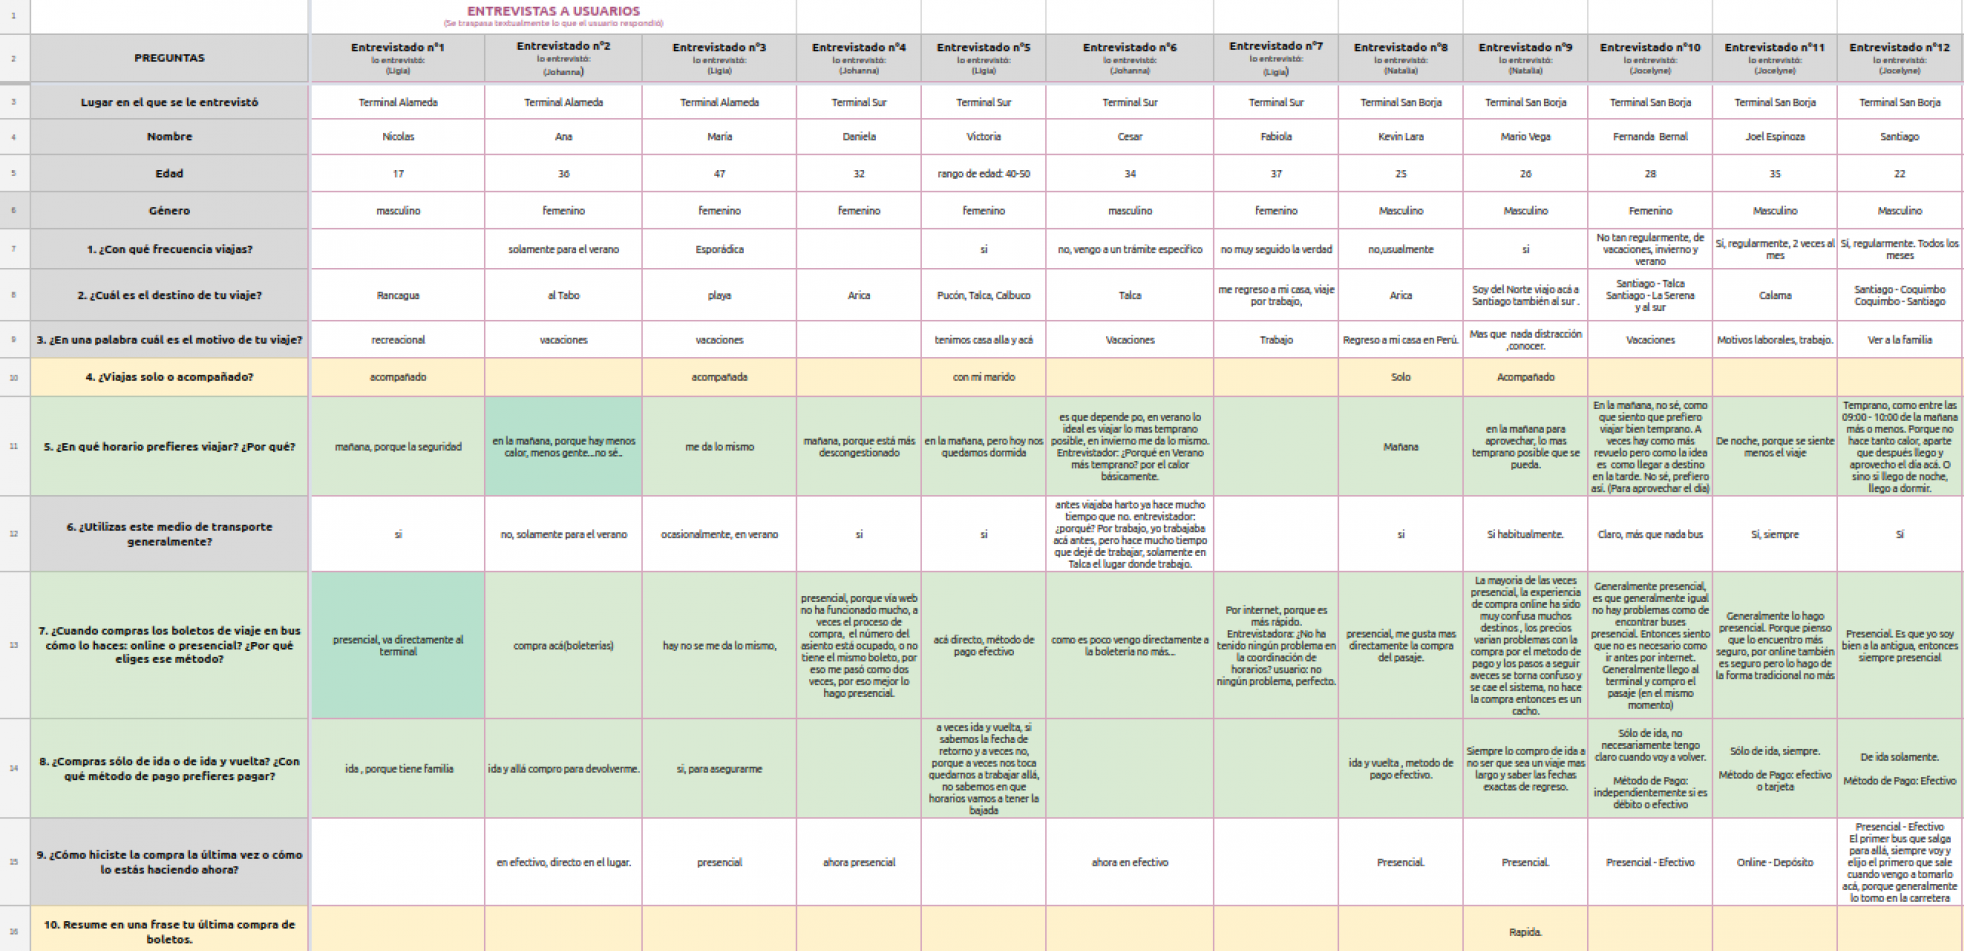 1
ENTREVISTAS A USUARIOS
(Se traspasa textualmente lo que el usuario respondió)
2
PREGUNTAS
Entrevistado n°1
lo entrevistó:
(Ligia)
Entrevistado n°2
lo entrevistó:
(Johanna)
Entrevistado n°3
lo entrevistó:
(Ligia)
Entrevistado n°4
lo entrevistó:
(Johanna)
Entrevistado n°5
lo entrevistó:
(Ligia)
Entrevistado n°6
lo entrevistó:
(Johanna)
Entrevistado n°7
lo entrevistó:
(Ligia)
Entrevistado n°8
lo entrevistó:
(Natalia)
Entrevistado n°9
lo entrevistó:
(Natalia)
Entrevistado n°10
lo entrevistó:
(Jocelyne)
Entrevistado n°11
lo entrevistó:
(Jocelyne)
Entrevistado n°12
lo entrevistó:
(Jocelyne)
3
Lugar en el que se le entrevistó
Terminal Alameda
Terminal Alameda
Terminal Alameda
Terminal Sur
Terminal Sur
Terminal Sur
Terminal Sur
Terminal San Borja
Terminal San Borja
Terminal San Borja
Terminal San Borja
Terminal San Borja
4
Nombre
Nicolas
Ana
María
Daniela
Victoria
Cesar
Fabiola
Kevin Lara
Mario Vega
Fernanda Bernal
Joel Espinoza
Santiago
5
Edad
17
36
47
32
rango de edad: 40-50
34
37
25
26
28
35
22
6
Género
masculino
femenino
femenino
femenino
femenino
masculino
femenino
Masculino
Masculino
Femenino
Masculino
Masculino
7
1. ¿Con qué frecuencia viajas?
solamente para el verano
Esporádica
si
no, vengo a un trámite especifico
no muy seguido la verdad
no,usualmente
si
No tan regularmente, de
vacaciones, invierno y
verano
Sí, regularmente, 2 veces al
mes
Sí, regularmente. Todos los
meses
8
2. ¿Cuál es el destino de tu viaje?
Rancagua
al Tabo
playa
Arica
Pucón, Talca, Calbuco
Talca
me regreso a mi casa, viaje
por trabajo,
Arica
Soy del Norte viajo acá a
Santiago también al sur .
Santiago - Talca
Santiago - La Serena
y al sur
Calama
Santiago - Coquimbo
Coquimbo - Santiago
9
3. ¿En una palabra cuál es el motivo de tu viaje?
recreacional
vacaciones
vacaciones
tenimos casa alla y acá
Vacaciones
Trabajo
Regreso a mi casa en Perú.
Mas que nada distracción
,conocer.
Vacaciones
Motivos laborales, trabajo.
Ver a la familia
10
4. ¿Viajas solo o acompañado?
acompañado
acompañada
con mi marido
Solo
Acompañado
11
5. ¿En qué horario prefieres viajar? ¿Por qué?
mañana, porque la seguridad
en la mañana, porque hay menos
calor, menos gente...no sé..
me da lo mismo
mañana, porque está más
descongestionado
en la mañana, pero hoy nos
quedamos dormida
es que depende po, en verano lo
ideal es viajar lo mas temprano
posible, en invierno me da lo mismo.
Entrevistador: ¿Porqué en Verano
más temprano? por el calor
básicamente.
Mañana
en la mañana para
aprovechar, lo mas
temprano posible que se
pueda.
En la mañana, no sé, como
que siento que prefiero
viajar bien temprano. A
veces hay como más
revuelo pero como la idea
es como llegar a destino
en la tarde. No sé, prefiero
así. (Para aprovechar el día)
De noche, porque se siente
menos el viaje
Temprano, como entre las
09:00 - 10:00 de la mañana
más o menos. Porque no
hace tanto calor, aparte
que después llego y
aprovecho el día acá. O
sino si llego de noche,
llego a dormir.
12
6. ¿Utilizas este medio de transporte
generalmente?
si
no, solamente para el verano
ocasionalmente, en verano
si
si
antes viajaba harto ya hace mucho
tiempo que no. entrevistador:
¿porqué? Por trabajo, yo trabajaba
acá antes, pero hace mucho tiempo
que dejé de trabajar, solamente en
Talca el lugar donde trabajo.
si
Si habitualmente.
Claro, más que nada bus
Sí, siempre
Sí
13
7. ¿Cuando compras los boletos de viaje en bus
cómo lo haces: online o presencial? ¿Por qué
eliges ese método?
presencial, va directamente al
terminal
compra acá(boleterías)
hay no se me da lo mismo,
presencial, porque vía web
no ha funcionado mucho, a
veces el proceso de
compra, el número del
asiento está ocupado, o no
tiene el mismo boleto, por
eso me pasó como dos
veces, por eso mejor lo
hago presencial.
acá directo, método de
pago efectivo
como es poco vengo directamente a
la boletería no más...
Por internet, porque es
más rápido.
Entrevistadora: ¿No ha
tenido ningún problema en
la coordinación de
horarios? usuario: no
ningún problema, perfecto.
presencial, me gusta mas
directamente la compra
del pasaje.
La mayoría de las veces
presencial, la experiencia
de compra online ha sido
muy confusa muchos
destinos , los precios
varian problemas con la
compra por el metodo de
pago y los pasos a seguir
aveces se torna confuso y
se cae el sistema, no hace
la compra entonces es un
cacho.
Generalmente presencial,
es que generalmente igual
no hay problemas como de
encontrar buses
presencial. Entonces siento
que no es necesario como
ir antes por internet.
Generalmente llego al
terminal y compro el
pasaje (en el mismo
momento)
Generalmente lo hago
presencial. Porque pienso
que lo encuentro más
seguro, por online también
es seguro pero lo hago de
la forma tradicional no más
Presencial. Es que yo soy
bien a la antigua, entonces
siempre presencial
14
8. ¿Compras sólo de ida o de ida y vuelta? ¿Con
qué método de pago prefieres pagar?
ida , porque tiene familia
ida y allá compro para devolverme.
si, para asegurarme
a veces ida y vuelta, si
sabemos la fecha de
retorno y a veces no,
porque a veces nos toca
quedarnos a trabajar allá,
no sabemos en que
horarios vamos a tener la
bajada
ida y vuelta , metodo de
pago efectivo.
Siempre lo compro de ida a
no ser que sea un viaje mas
largo y saber las fechas
exactas de regreso.
Sólo de ida, no
necesariamente tengo
claro cuando voy a volver.
Método de Pago:
independientemente si es
débito o efectivo
Sólo de ida, siempre.
Método de Pago: efectivo
o tarjeta
De ida solamente.
Método de Pago: Efectivo
15
9. ¿Cómo hiciste la compra la última vez o cómo
lo estás haciendo ahora?
en efectivo, directo en el lugar.
presencial
ahora presencial
ahora en efectivo
Presencial.
Presencial.
Presencial - Efectivo
Online - Depósito
Presencial - Efectivo
El primer bus que salga
para allá, siempre voy y
elijo el primero que sale
cuando vengo a tomarlo
acá, porque generalmente
lo tomo en la carretera
16
10. Resume en una frase tu última compra de
boletos.
Rapida.